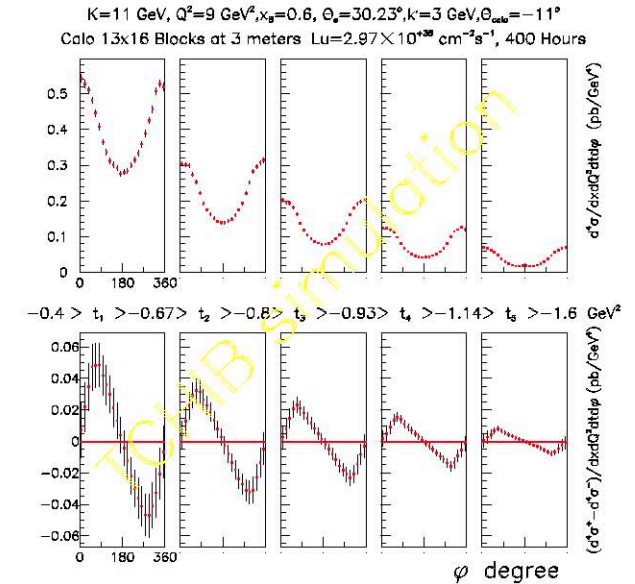 K=11 GeV, Q²=9 GeV²,x_B=0.6, Θ_e=30.23°,k'=3 GeV,Θ_calo=−11°
Calo 13x16 Blocks at 3 meters Lu=2.97×10⁺³⁸ cm⁻²s⁻¹, 400 Hours
0.5
0.4
0.3
0.2
0.1
0
0 180 360
d⁴σ/dxdQ²dtdφ (pb/GeV⁴)
−0.4 > t₁ >−0.67> t₂ >−0.8> t₃ >−0.93> t₄ >−1.14> t₅ >−1.6 GeV²
0.06
0.04
0.02
0
−0.02
−0.04
−0.06
0 180 360
(d⁴σ⁺−d⁴σ⁻)/dxdQ²dtdφ (pb/GeV⁴)
φ degree
TCHIB simulation